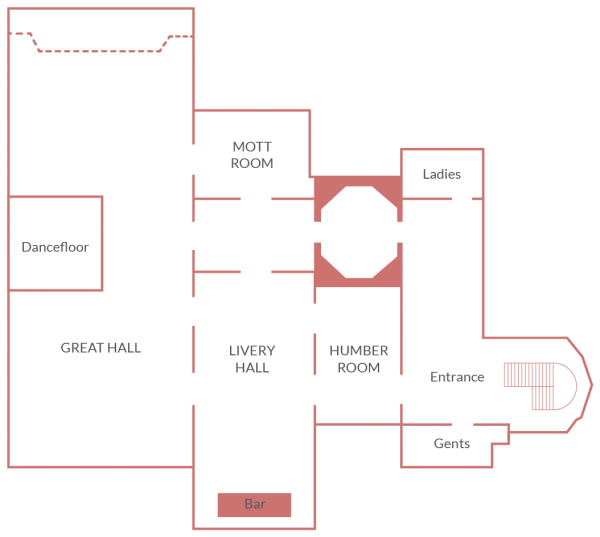 MOTT
ROOM
Ladies
Dancefloor
GREAT HALL
LIVERY
HALL
HUMBER
ROOM
Entrance
Gents
Bar